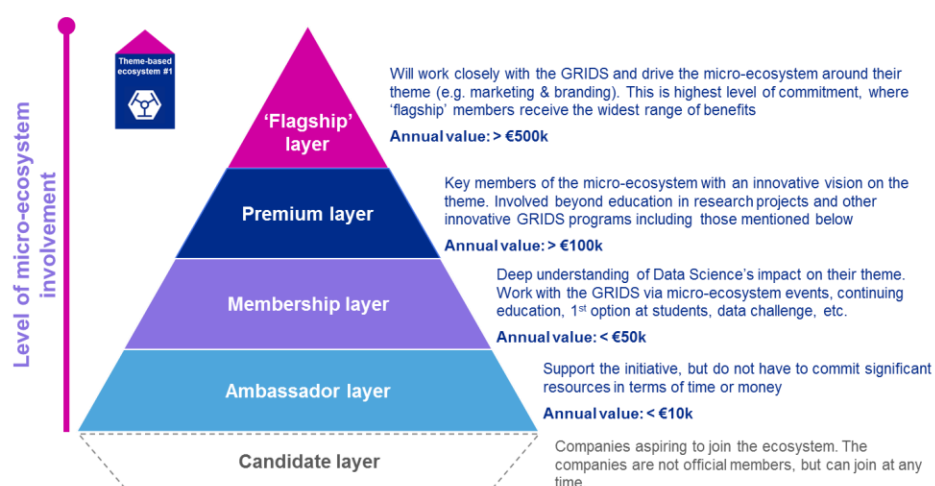 Level of micro-ecosystem
involvement
Theme-based
ecosystem #1
'Flagship'
layer
Will work closely with the GRIDS and drive the micro-ecosystem around their
theme (e.g. marketing & branding). This is highest level of commitment, where
'flagship' members receive the widest range of benefits
Annual value: > €500k
Premium layer
Key members of the micro-ecosystem with an innovative vision on the
theme. Involved beyond education in research projects and other
innovative GRIDS programs including those mentioned below
Annual value: > €100k
Membership layer
Deep understanding of Data Science's impact on their theme.
Work with the GRIDS via micro-ecosystem events, continuing
education, 1st option at students, data challenge, etc.
Annual value: < €50k
Ambassador layer
Support the initiative, but do not have to commit significant
resources in terms of time or money
Annual value: < €10k
Candidate layer
Companies aspiring to join the ecosystem. The
companies are not official members, but can join at any
time